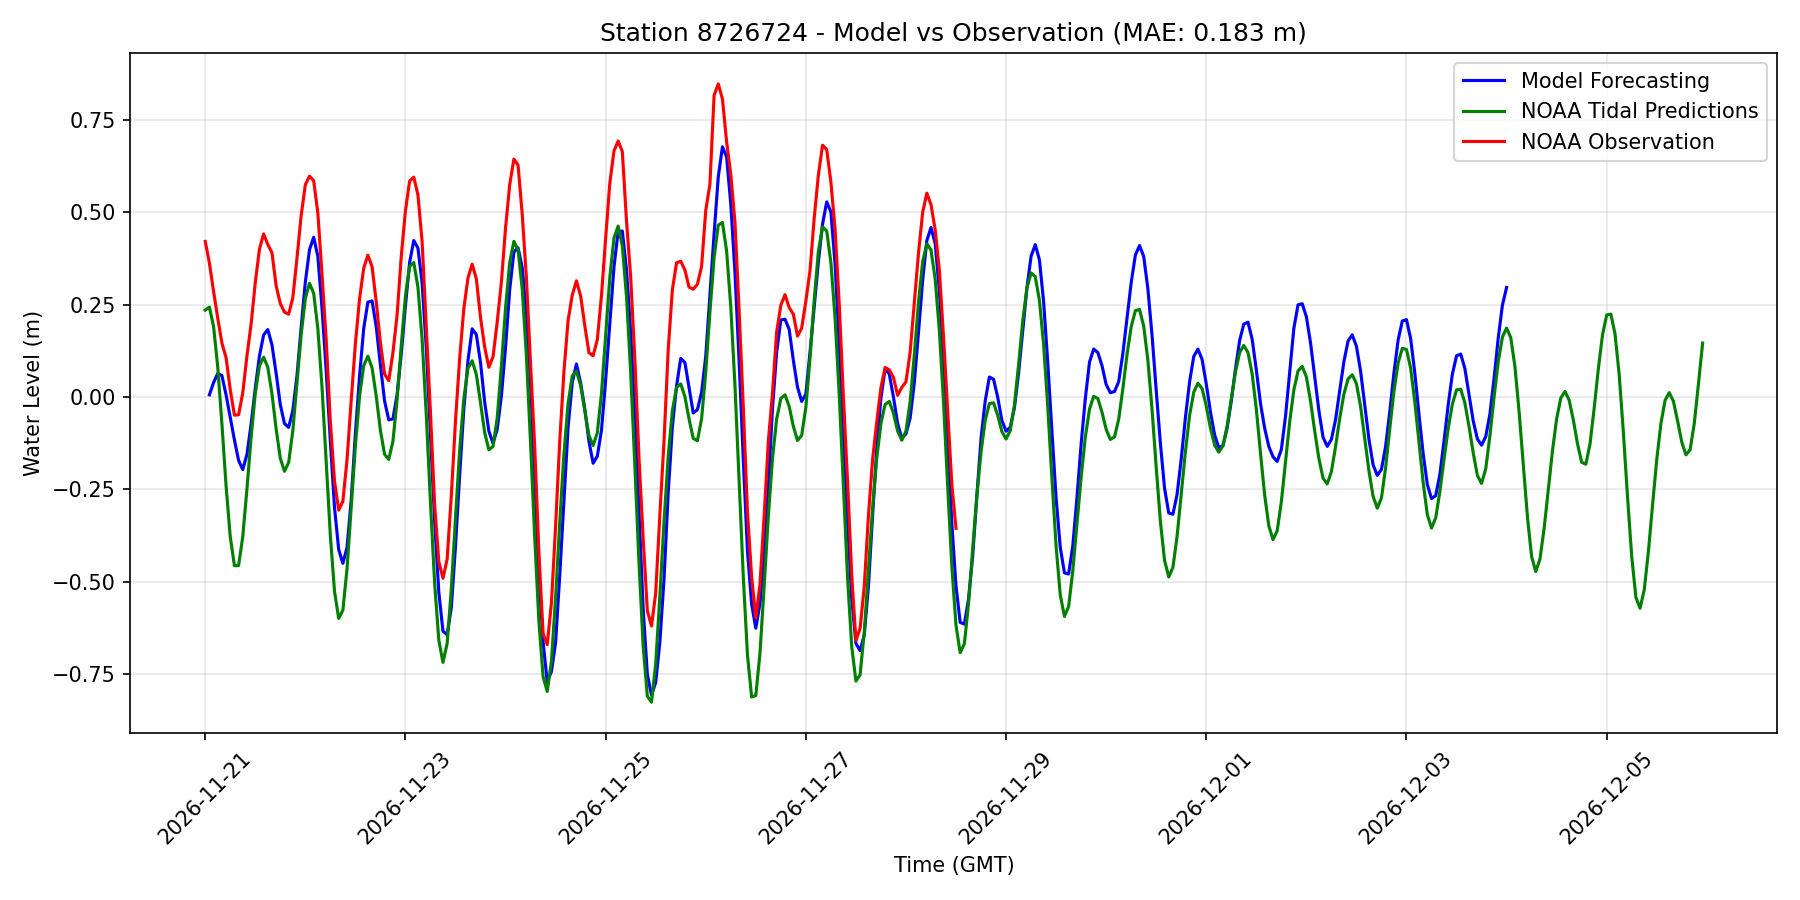 Station 8726724 - Model vs Observation (MAE: 0.183 m)
Model Forecasting
NOAA Tidal Predictions
NOAA Observation
Water Level (m)
0.75
0.50
0.25
0.00
−0.25
−0.50
−0.75
2026-11-21
2026-11-23
2026-11-25
2026-11-27
2026-11-29
2026-12-01
2026-12-03
2026-12-05
Time (GMT)